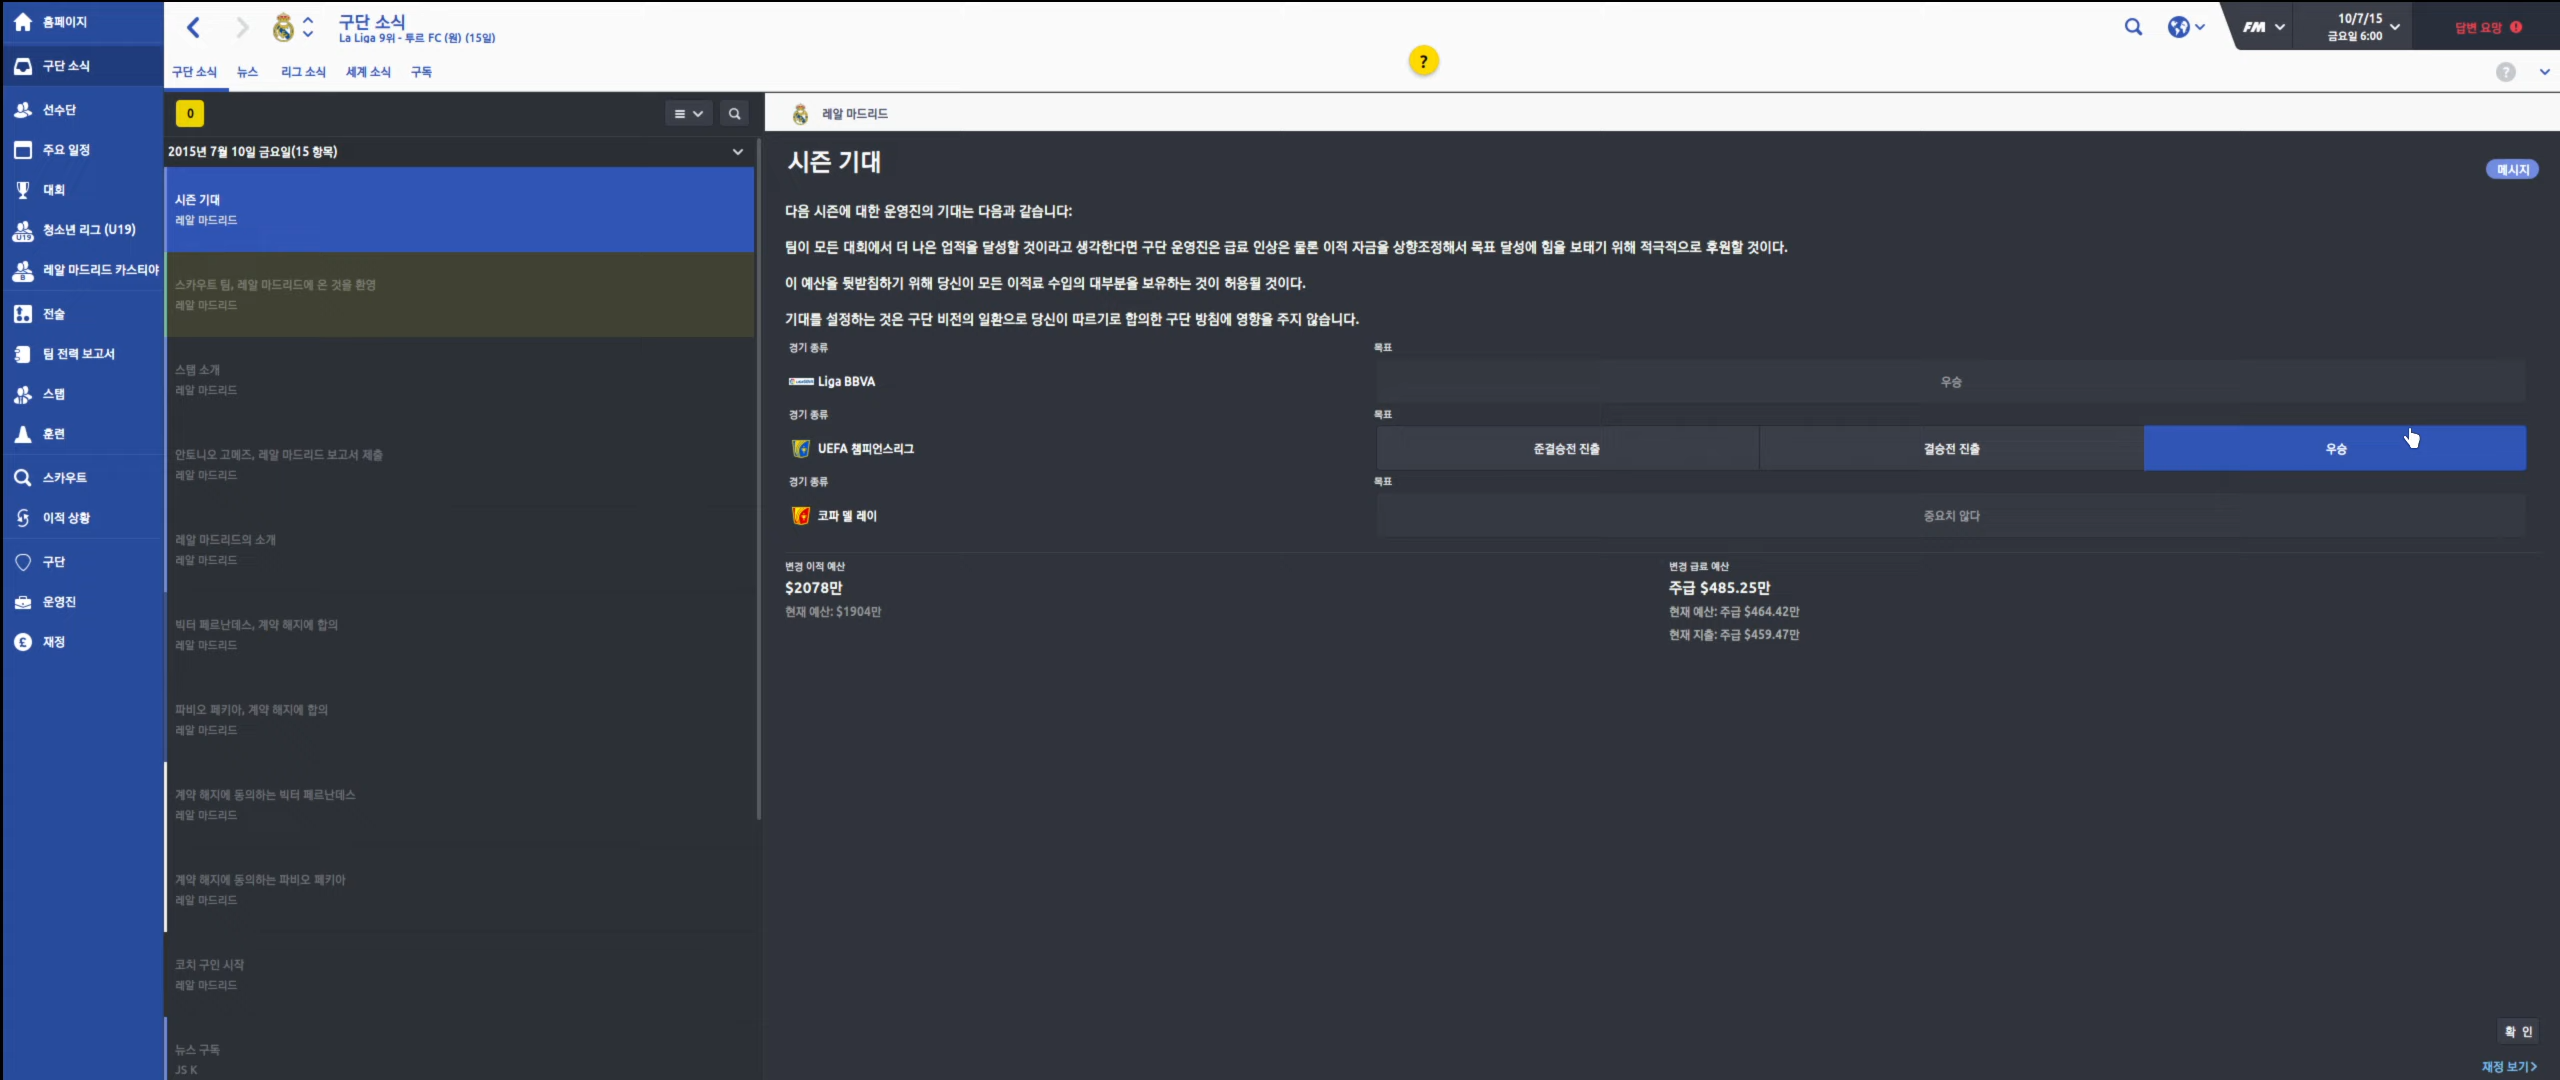 홈페이지
구단 소식
선수단
주요 일정
대회
청소년 리그 (U19)
레알 마드리드 카스티야
전술
팀 전력 보고서
스탭
훈련
스카우트
이적 상황
구단
운영진
재정
구단 소식
La Liga 9위 - 투르 FC (원) (15일)
FM
10/7/15
금요일 6:00
답변 요망
구단 소식 뉴스 리그 소식 세계 소식 구독
?
?
0
2015년 7월 10일 금요일(15 항목)
시즌 기대
레알 마드리드
스카우트 팀, 레알 마드리드에 온 것을 환영
레알 마드리드
스탭 소개
레알 마드리드
안토니오 고메즈, 레알 마드리드 보고서 제출
레알 마드리드
레알 마드리드의 소개
레알 마드리드
빅터 페르난데스, 계약 해지에 합의
레알 마드리드
파비오 페키아, 계약 해지에 합의
레알 마드리드
계약 해지에 동의하는 빅터 페르난데스
레알 마드리드
계약 해지에 동의하는 파비오 페키아
레알 마드리드
코치 구인 시작
레알 마드리드
뉴스 구독
JS K
레알 마드리드
시즌 기대
메시지
다음 시즌에 대한 운영진의 기대는 다음과 같습니다:
팀이 모든 대회에서 더 나은 업적을 달성할 것이라고 생각한다면 구단 운영진은 급료 인상은 물론 이적 자금을 상향조정해서 목표 달성에 힘을 보태기 위해 적극적으로 후원할 것이다.
이 예산을 뒷받침하기 위해 당신이 모든 이적료 수입의 대부분을 보유하는 것이 허용될 것이다.
기대를 설정하는 것은 구단 비전의 일환으로 당신이 따르기로 합의한 구단 방침에 영향을 주지 않습니다.
경기 종류 목표
Liga BBVA 우승
경기 종류 목표
UEFA 챔피언스리그 준결승전 진출 결승전 진출 우승
경기 종류 목표
코파 델 레이 중요치 않다
변경 이적 예산
$2078만
현재 예산: $1904만
변경 급료 예산
주급 $485.25만
현재 예산: 주급 $464.42만
현재 지출: 주급 $459.47만
확 인
재정 보기>